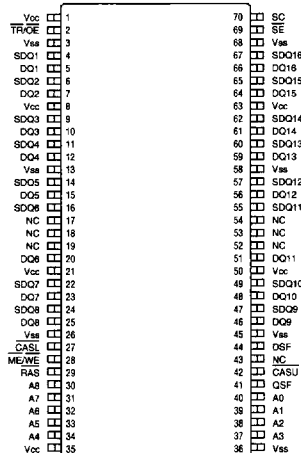 Vcc 1 70 SC
TR/OE 2 69 SE
Vss 3 68 Vss
SDQ1 4 67 SDQ16
DQ1 5 66 DQ16
SDQ2 6 65 SDQ15
DQ2 7 64 DQ15
Vcc 8 63 Vcc
SDQ3 9 62 SDQ14
DQ3 10 61 DQ14
SDQ4 11 60 SDQ13
DQ4 12 59 DQ13
Vss 13 58 Vss
SDQ5 14 57 SDQ12
DQ5 15 56 DQ12
SDQ6 16 55 SDQ11
NC 17 54 NC
NC 18 53 NC
NC 19 52 NC
DQ6 20 51 DQ11
Vcc 21 50 Vcc
SDQ7 22 49 SDQ10
DQ7 23 48 DQ10
SDQ8 24 47 SDQ9
DQ8 25 46 DQ9
Vss 26 45 Vss
CASL 27 44 DSF
ME/WE 28 43 NC
RAS 29 42 CASU
A8 30 41 QSF
A7 31 40 A0
A6 32 39 A1
A5 33 38 A2
A4 34 37 A3
Vcc 35 36 Vss